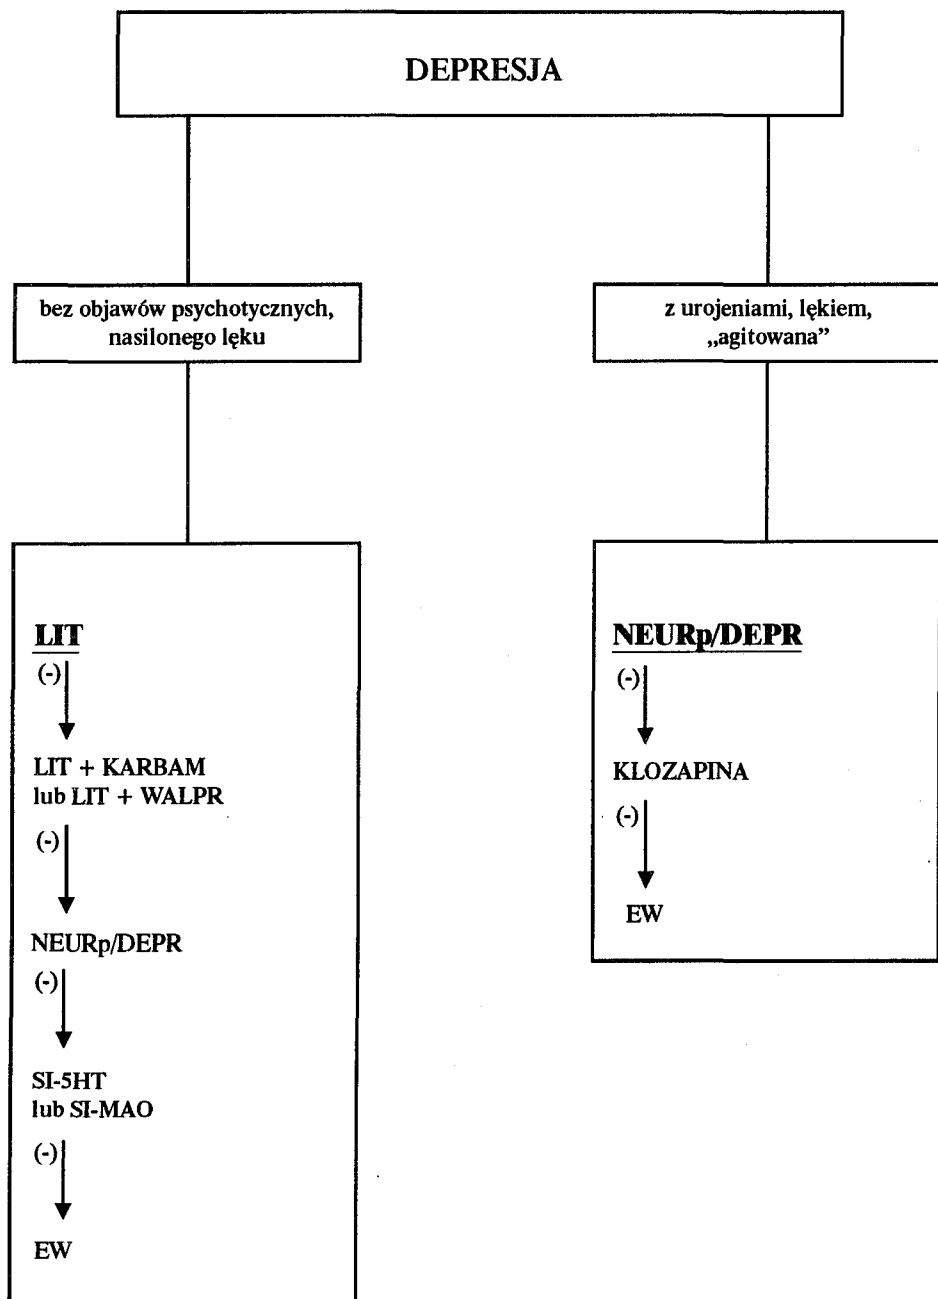 DEPRESJA
bez objawów psychotycznych,
nasilonego lęku
z urojeniami, lękiem,
„agitowana”
LIT
(-)
LIT + KARBAM
lub LIT + WALPR
(-)
NEURp/DEPR
(-)
SI-5HT
lub SI-MAO
(-)
EW
NEURp/DEPR
(-)
KLOZAPINA
(-)
EW